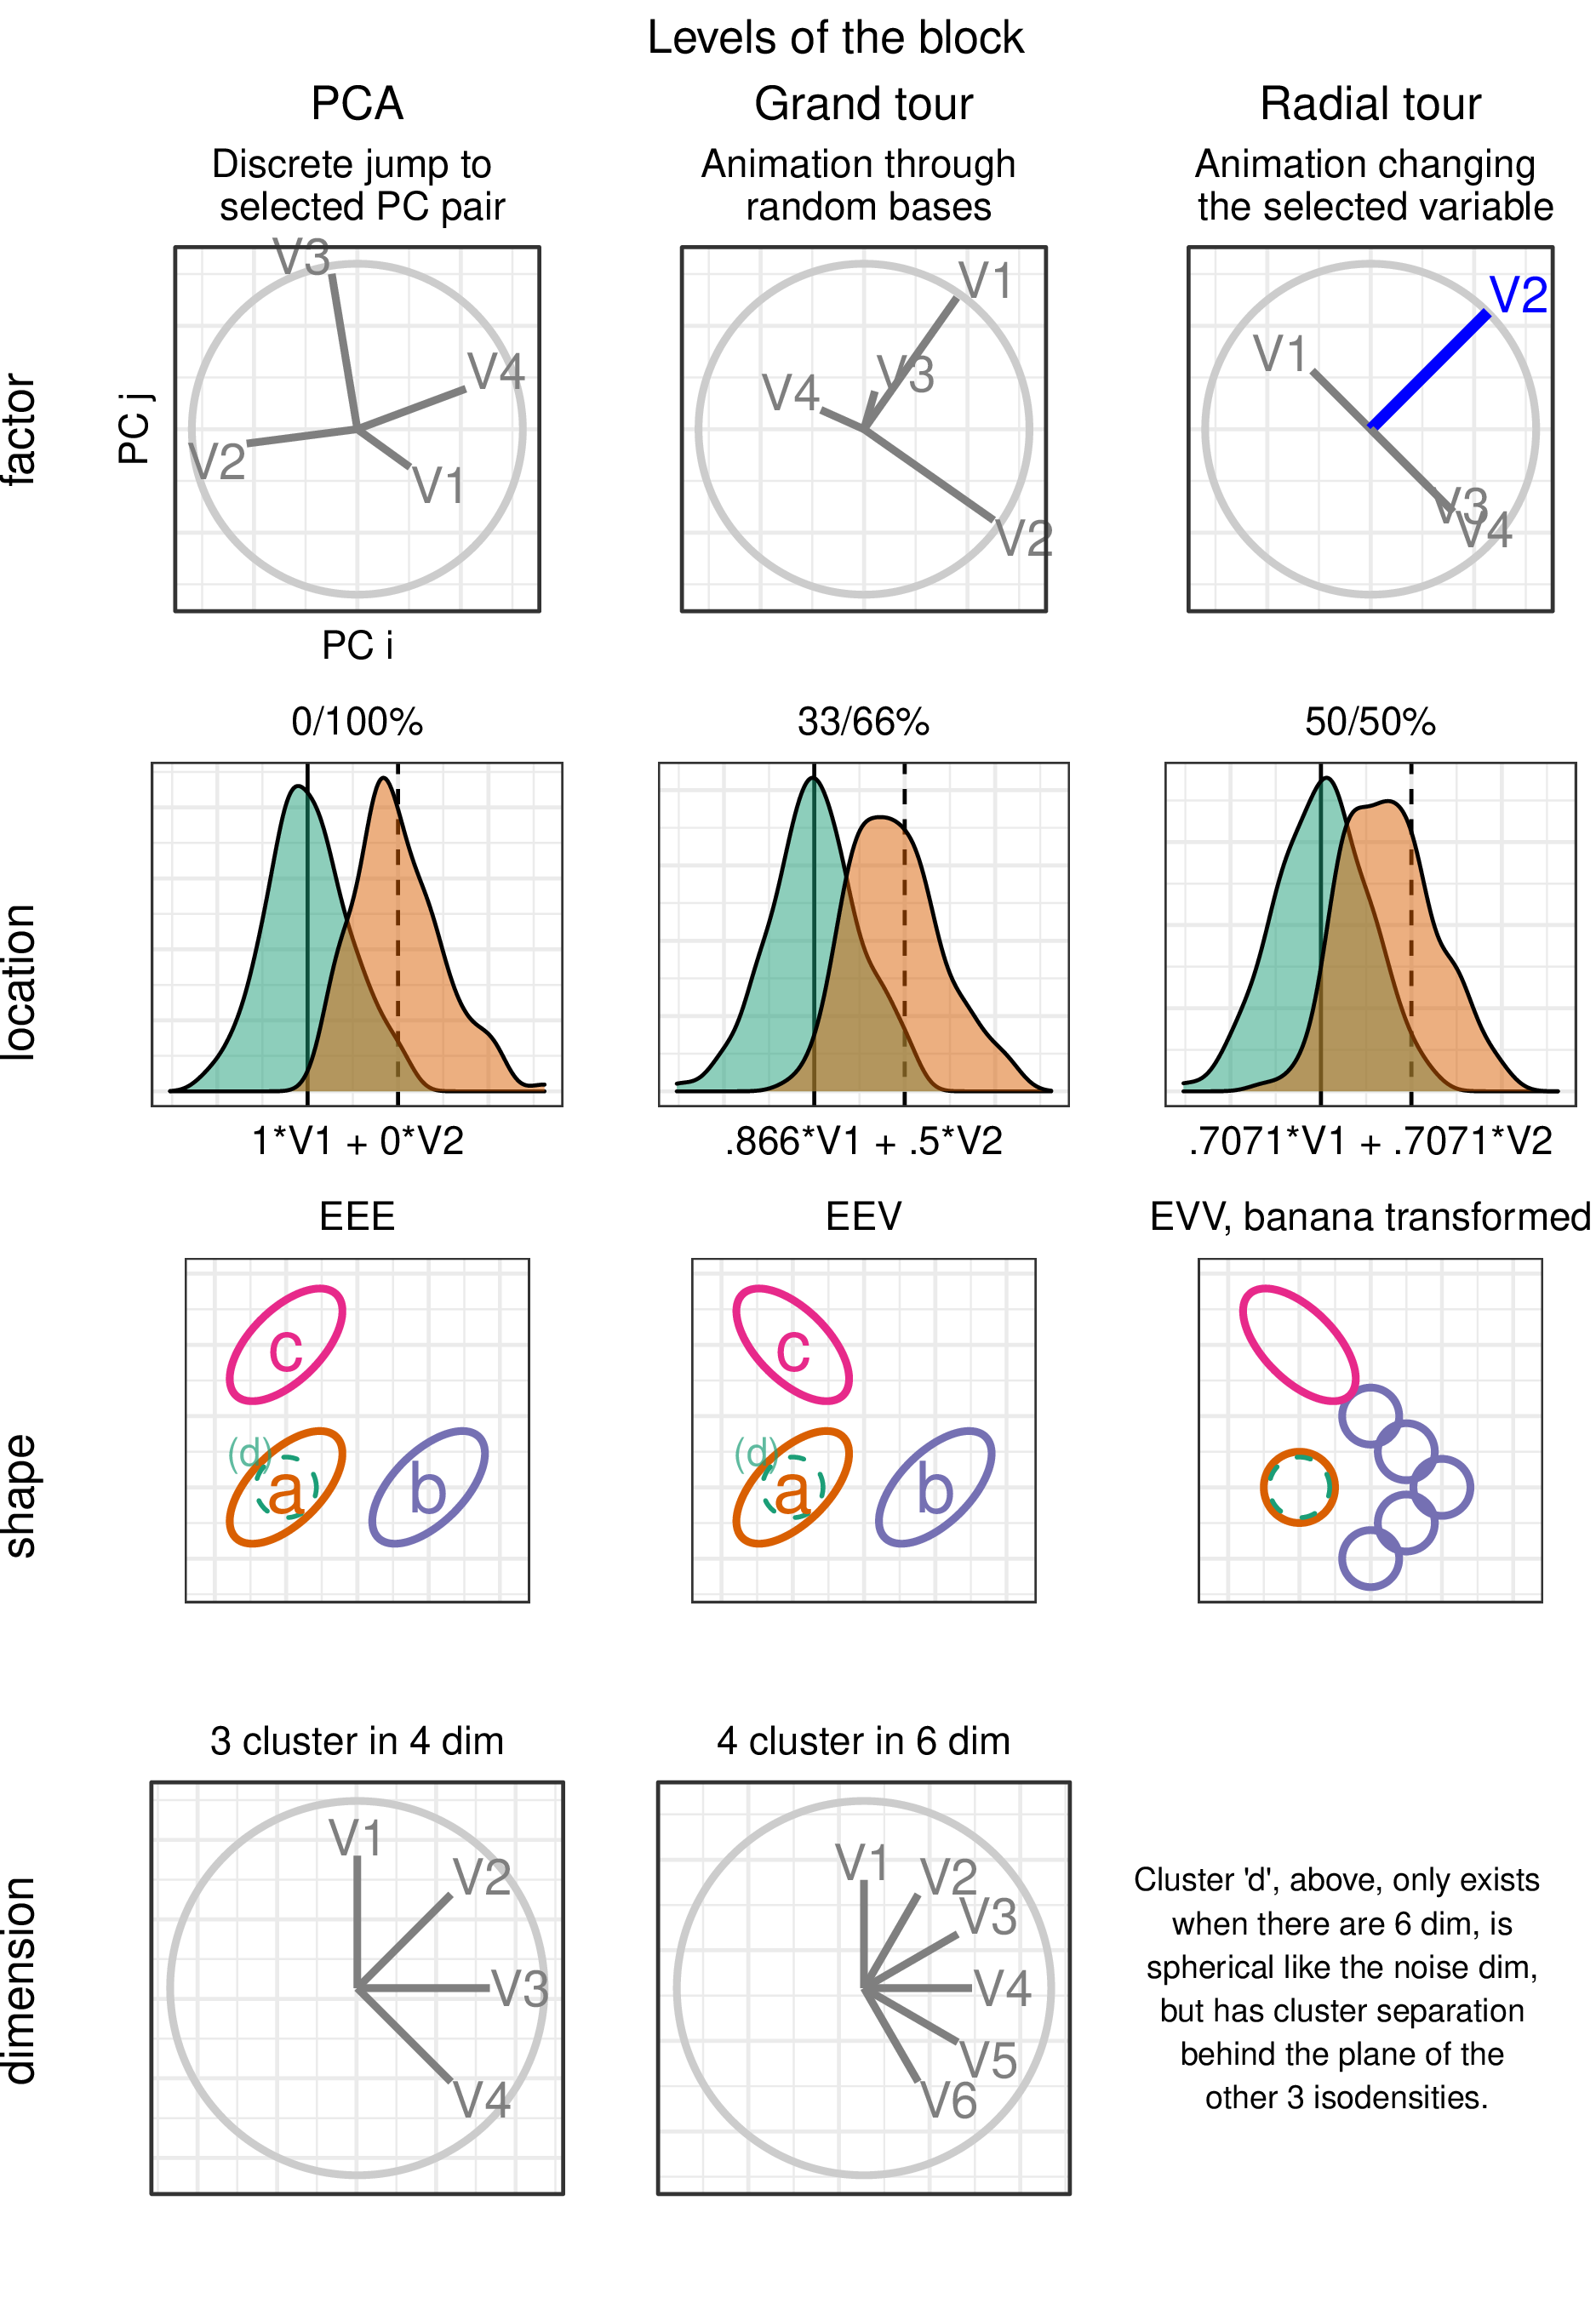 Levels of the block
PCA
Grand tour
Radial tour
Discrete jump to
selected PC pair
Animation through
random bases
Animation changing
the selected variable
factor
PC j
V3
V4
V2
V1
PC i
V1
V3
V4
V2
V2
V1
V3
V4
location
0/100%
33/66%
50/50%
1*V1 + 0*V2
.866*V1 + .5*V2
.7071*V1 + .7071*V2
shape
EEE
EEV
EVV, banana transformed
c
(d)
a
b
c
(d)
a
b
dimension
3 cluster in 4 dim
4 cluster in 6 dim
V1
V2
V3
V4
V1
V2
V3
V4
V5
V6
Cluster 'd', above, only exists
when there are 6 dim, is
spherical like the noise dim,
but has cluster separation
behind the plane of the
other 3 isodensities.